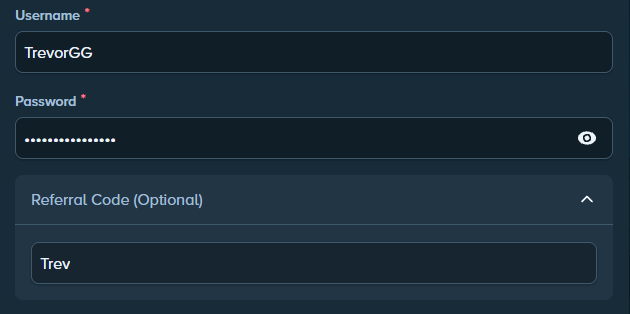 Username *
TrevorGG
Password *
••••••••••••••••
Referral Code (Optional)
Trev